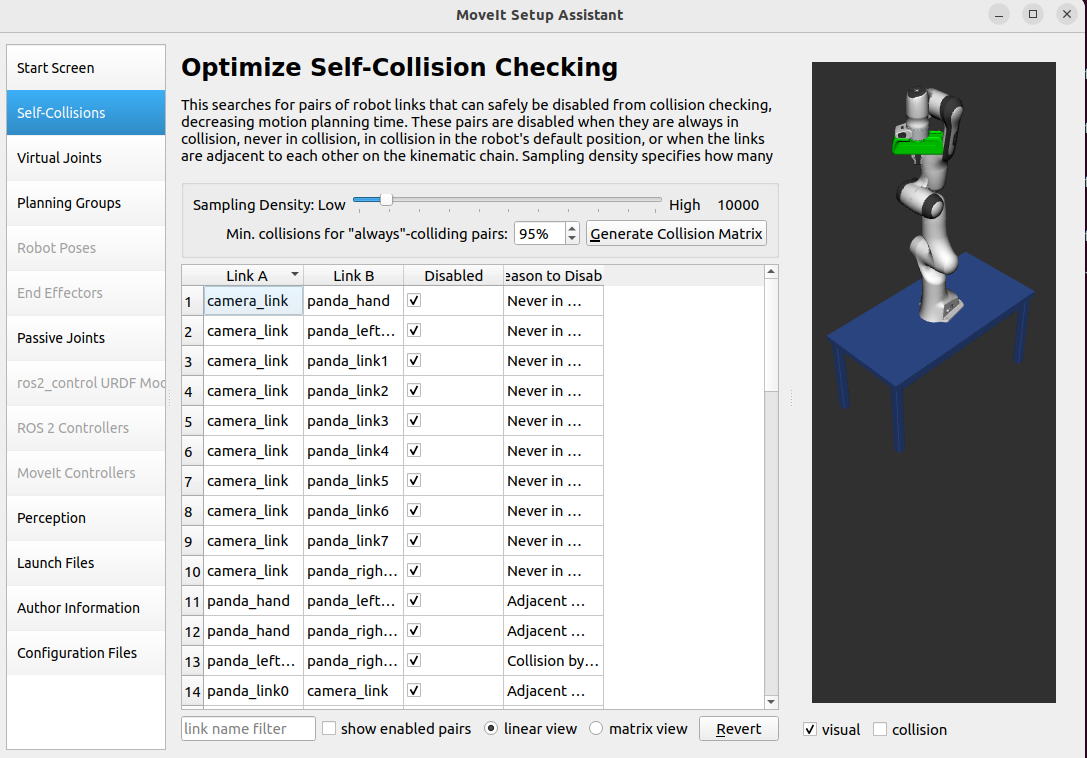 MoveIt Setup Assistant
Start Screen
Self-Collisions
Virtual Joints
Planning Groups
Robot Poses
End Effectors
Passive Joints
ros2_control URDF Mod
ROS 2 Controllers
MoveIt Controllers
Perception
Launch Files
Author Information
Configuration Files
Optimize Self-Collision Checking
This searches for pairs of robot links that can safely be disabled from collision checking,
decreasing motion planning time. These pairs are disabled when they are always in
collision, never in collision, in collision in the robot's default position, or when the links
are adjacent to each other on the kinematic chain. Sampling density specifies how many
Sampling Density: Low High 10000
Min. collisions for "always"-colliding pairs: 95% Generate Collision Matrix
Link A Link B Disabled eason to Disab
1 camera_link panda_hand Never in ...
2 camera_link panda_left... Never in ...
3 camera_link panda_link1 Never in ...
4 camera_link panda_link2 Never in ...
5 camera_link panda_link3 Never in ...
6 camera_link panda_link4 Never in ...
7 camera_link panda_link5 Never in ...
8 camera_link panda_link6 Never in ...
9 camera_link panda_link7 Never in ...
10 camera_link panda_righ... Never in ...
11 panda_hand panda_left... Adjacent ...
12 panda_hand panda_righ... Adjacent ...
13 panda_left... panda_righ... Collision by...
14 panda_link0 camera_link Adjacent ...
link name filter show enabled pairs linear view matrix view Revert
visual collision